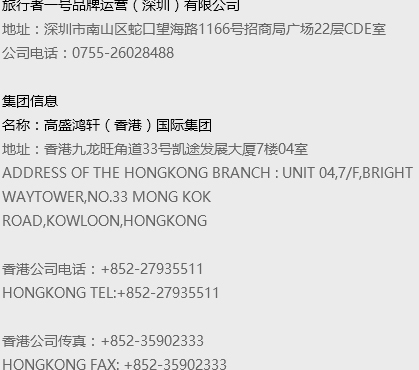 旅行者一号品牌运营（深圳）有限公司
地址：深圳市南山区蛇口望海路1166号招商局广场22层CDE室
公司电话：0755-26028488
集团信息
名称：高盛鸿轩（香港）国际集团
地址：香港九龙旺角道33号凯途发展大厦7楼04室
ADDRESS OF THE HONGKONG BRANCH : UNIT 04,7/F,BRIGHT
WAYTOWER,NO.33 MONG KOK
ROAD,KOWLOON,HONGKONG
香港公司电话：+852-27935511
HONGKONG TEL:+852-27935511
香港公司传真：+852-35902333
HONGKONG FAX: +852-35902333